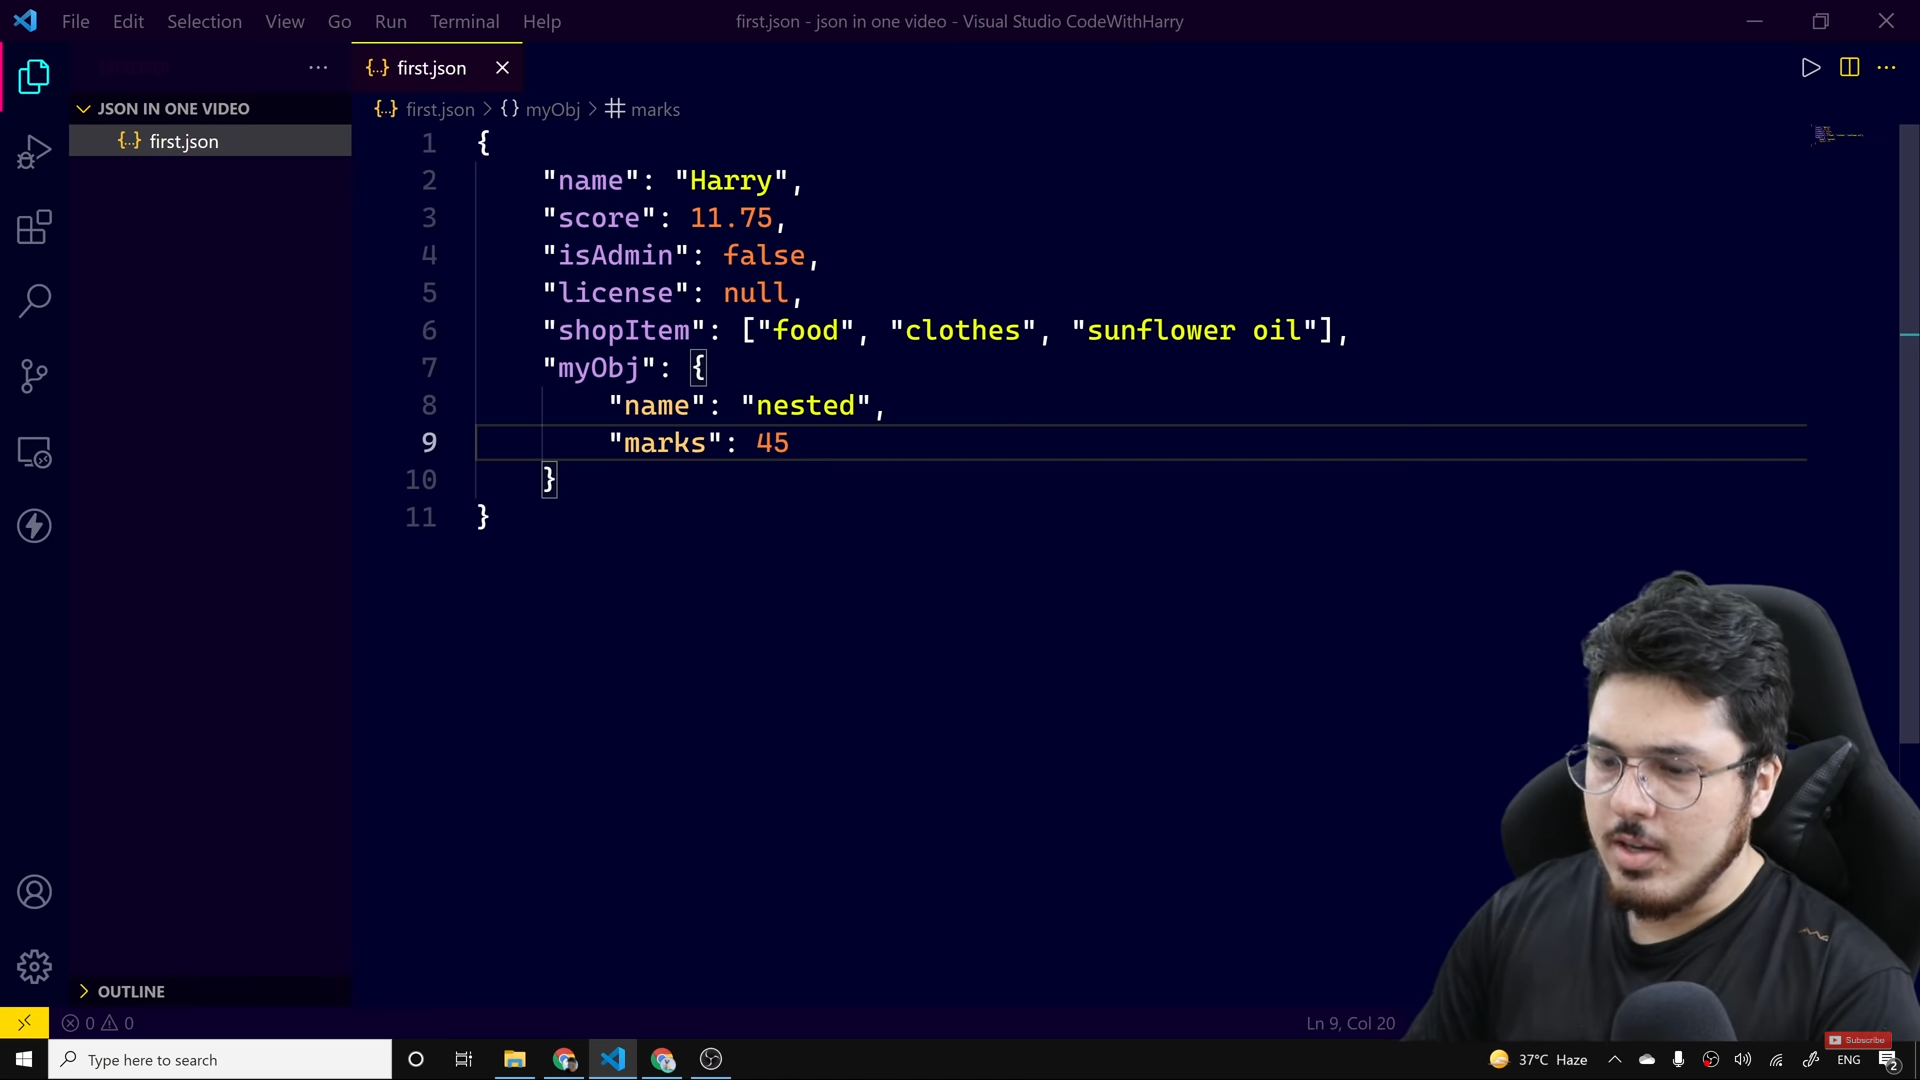 File Edit Selection View Go Run Terminal Help
first.json - json in one video - Visual Studio CodeWithHarry
JSON IN ONE VIDEO
{..} first.json
{..} first.json
{..} first.json > {} myObj > # marks
1 {
2 "name": "Harry",
3 "score": 11.75,
4 "isAdmin": false,
5 "license": null,
6 "shopItem": ["food", "clothes", "sunflower oil"],
7 "myObj": {
8 "name": "nested",
9 "marks": 45
10 }
11 }
OUTLINE
0 0
Ln 9, Col 20
Subscribe
Type here to search
37°C Haze
ENG
2